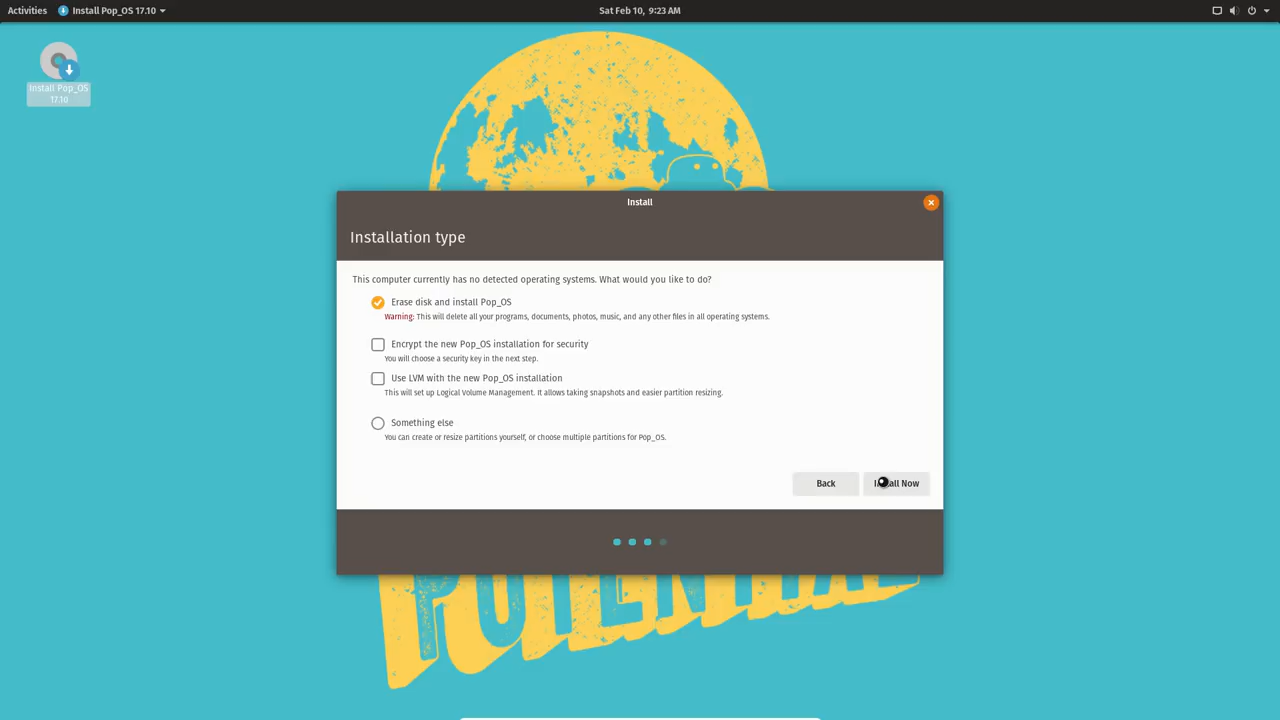 Activities
Install Pop_OS 17.10
Sat Feb 10, 9:23 AM
Install Pop_OS
17.10
Install
Installation type
This computer currently has no detected operating systems. What would you like to do?
Erase disk and install Pop_OS
Warning: This will delete all your programs, documents, photos, music, and any other files in all operating systems.
Encrypt the new Pop_OS installation for security
You will choose a security key in the next step.
Use LVM with the new Pop_OS installation
This will set up Logical Volume Management. It allows taking snapshots and easier partition resizing.
Something else
You can create or resize partitions yourself, or choose multiple partitions for Pop_OS.
Back
Install Now
POTENTIAL